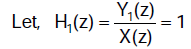 Let, H₁(z) = Y₁(z)/X(z) = 1